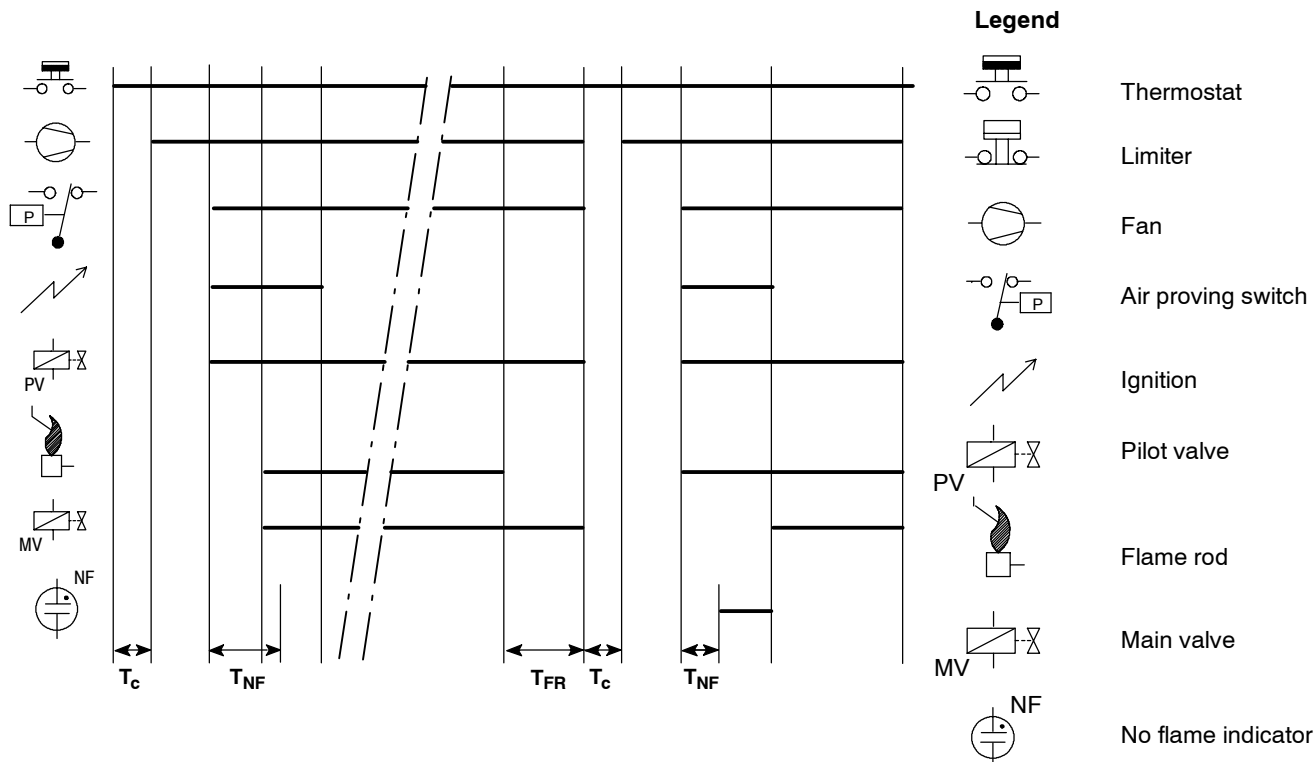 P
PV
MV
NF
Tc
TNF
TFR
Tc
TNF
Legend
Thermostat
Limiter
Fan
P
Air proving switch
Ignition
PV
Pilot valve
Flame rod
MV
Main valve
NF
No flame indicator